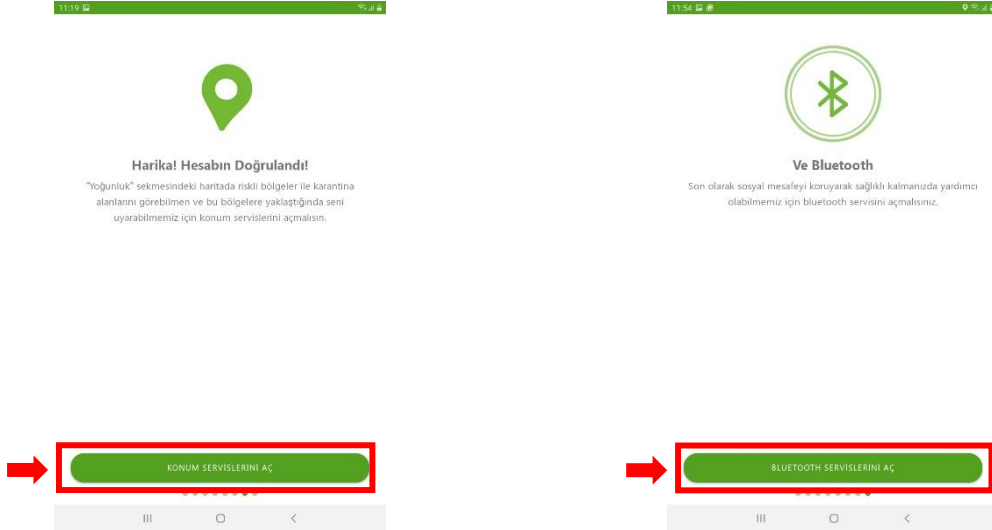 11:19
Harika! Hesabın Doğrulandı!
"Yoğunluk" sekmesindeki haritada riskli bölgeler ile karantina
alanlarını görebilmen ve bu bölgelere yaklaştığında seni
uyarabilmemiz için konum servislerini açmalısın.
KONUM SERVİSLERİNİ AÇ
11:54
Ve Bluetooth
Son olarak sosyal mesafeyi koruyarak sağlıklı kalmanızda yardımcı
olabilmemiz için bluetooth servisini açmalısınız.
BLUETOOTH SERVİSLERİNİ AÇ